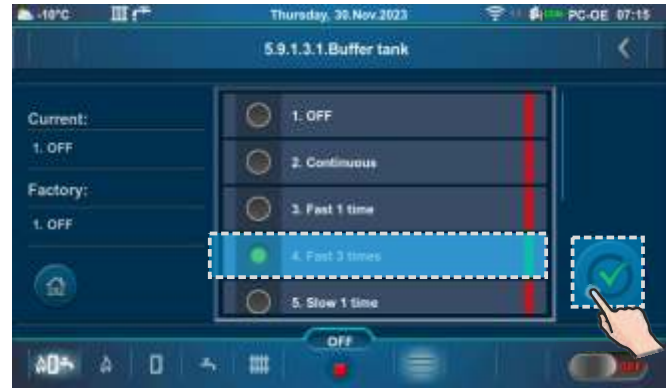 -10°C Thursday, 30.Nov.2023 PC-OE 07:15
5.9.1.3.1.Buffer tank
Current:
1. OFF
Factory:
1. OFF
1. OFF
2. Continuous
3. Fast 1 time
4. Fast 3 times
5. Slow 1 time
OFF
OFF